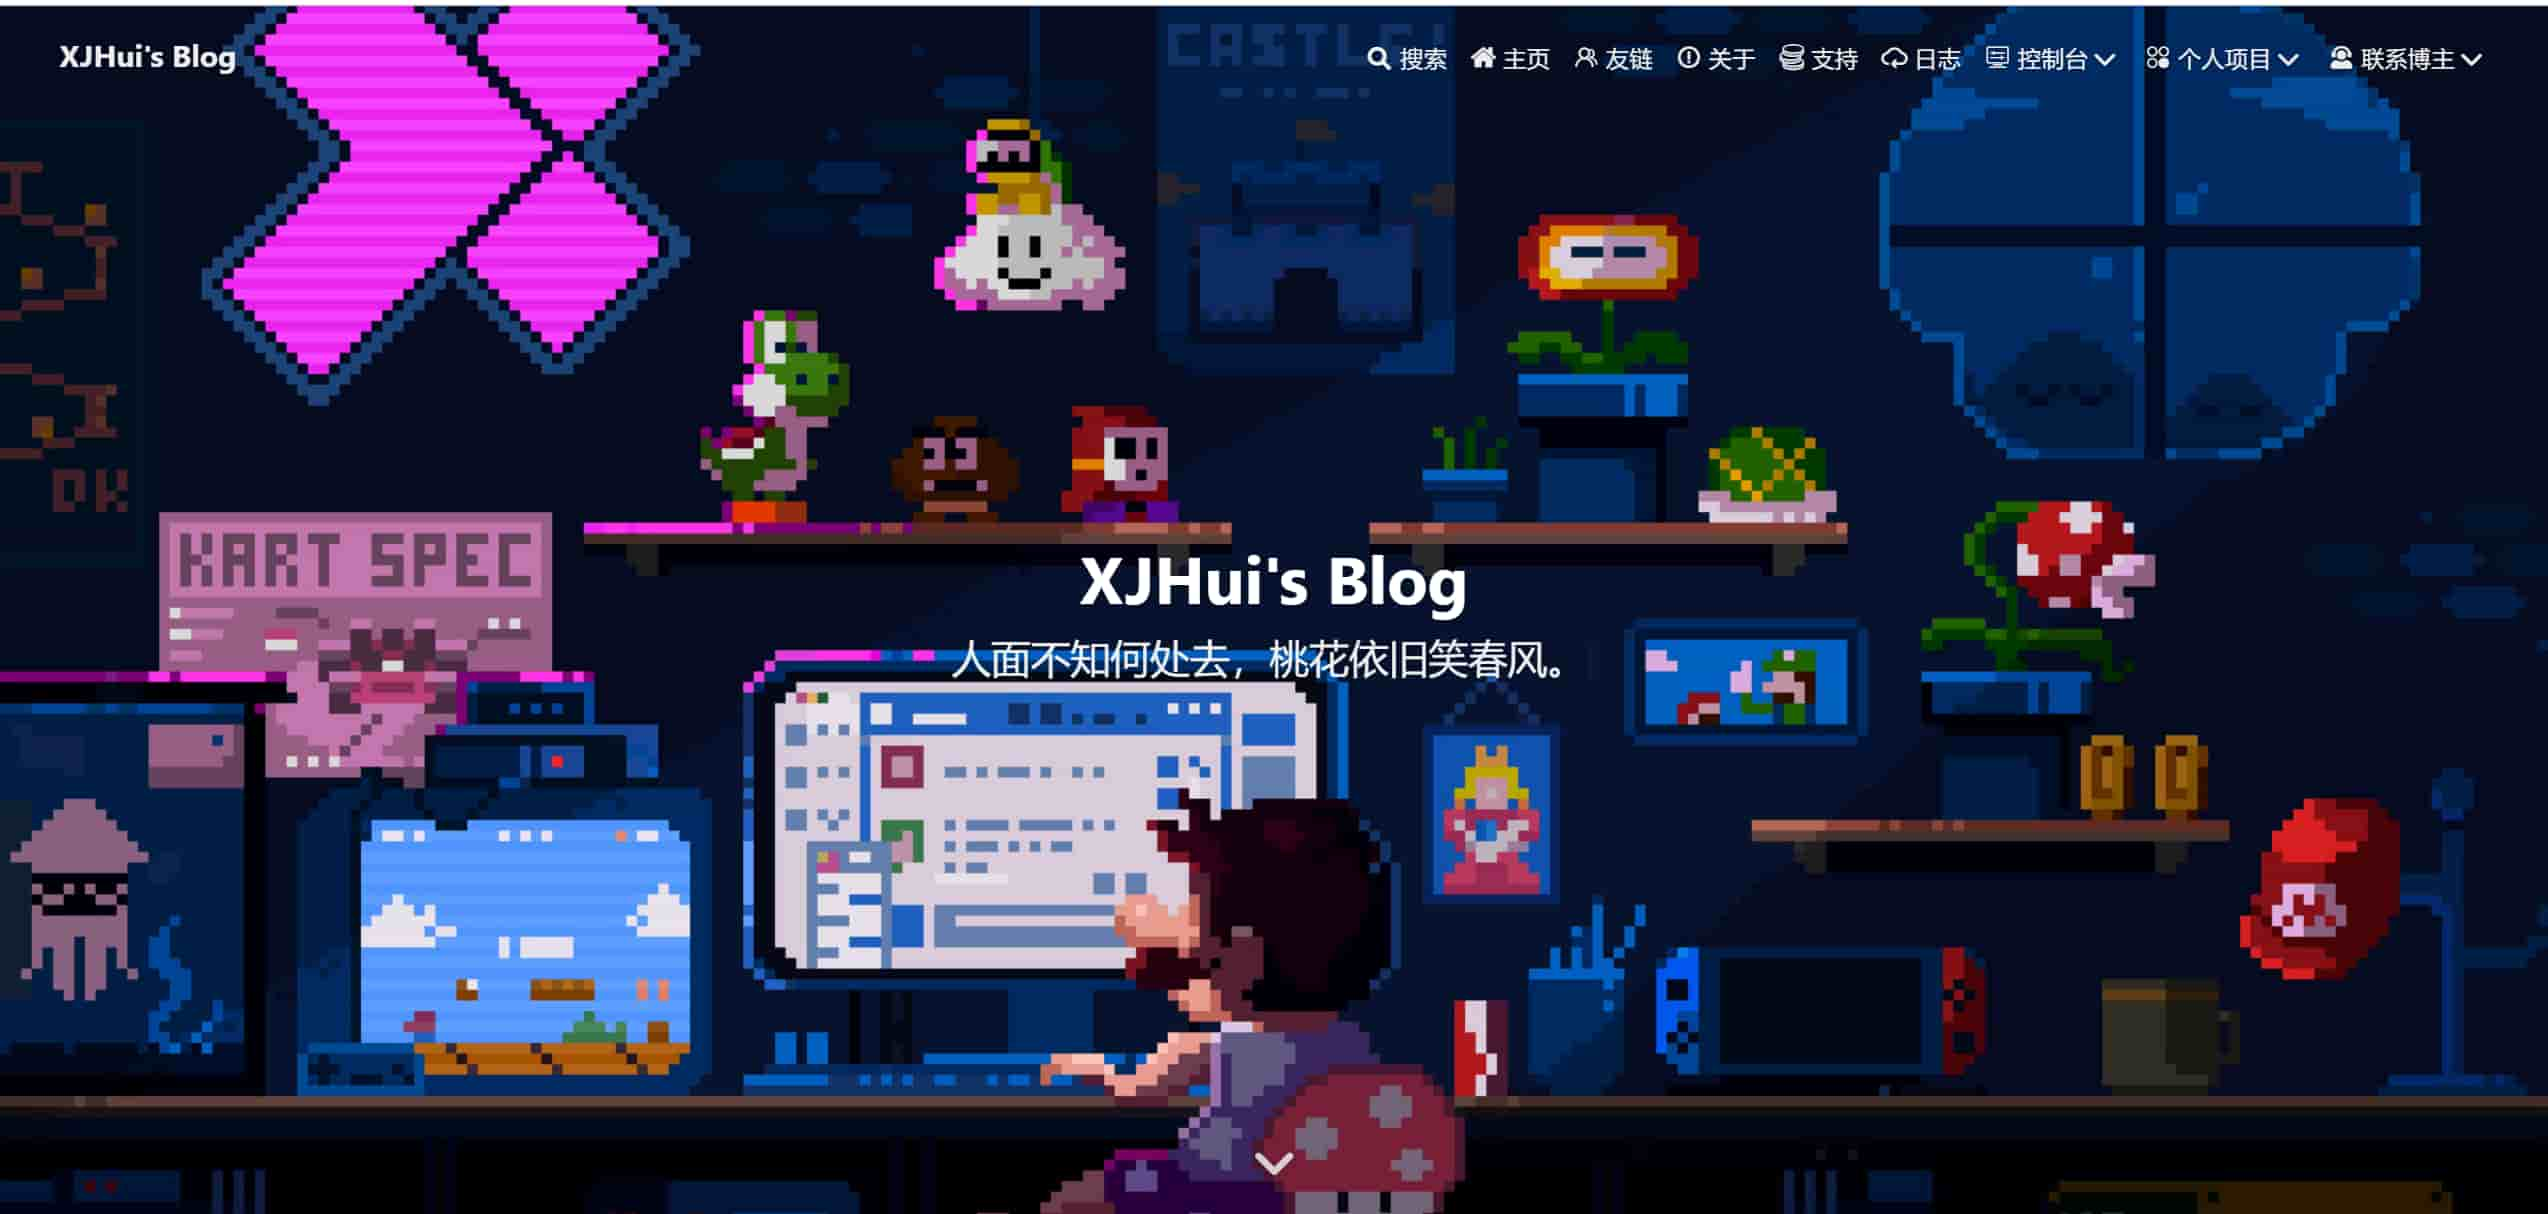 XJHui's Blog
搜索 主页 友链 关于 支持 日志 控制台 个人项目 联系博主
CASTLE!
DK
KART SPEC
XJHui's Blog
人面不知何处去，桃花依旧笑春风。